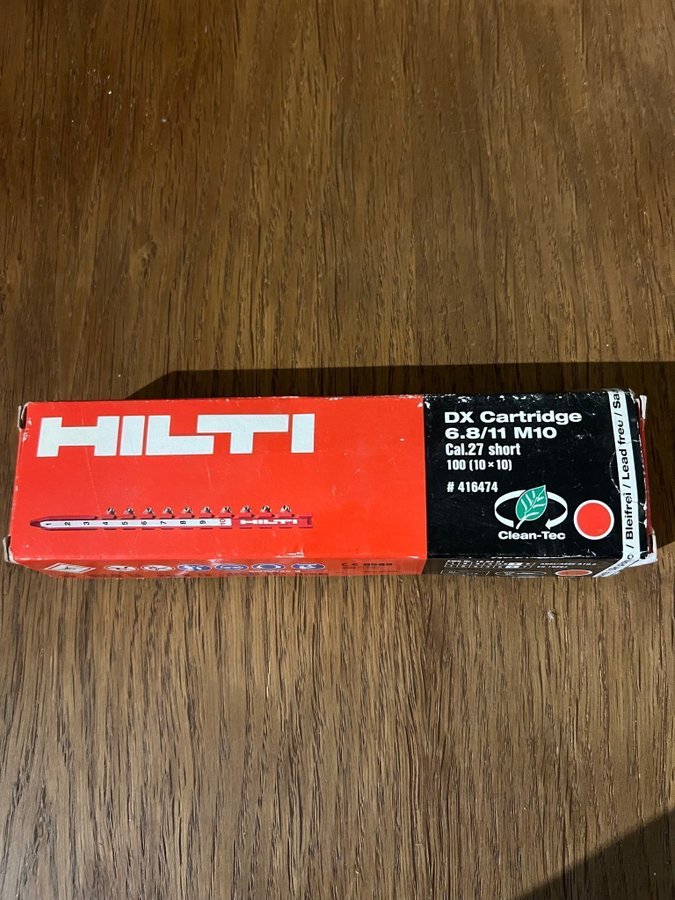 HILTI
1 2 3 4 5 6 7 8 9 10 HILTI
DX Cartridge
6.8/11 M10
Cal.27 short
100 (10 x 10)
# 416474
Clean-Tec
/ Bleifrei / Lead free / Sa